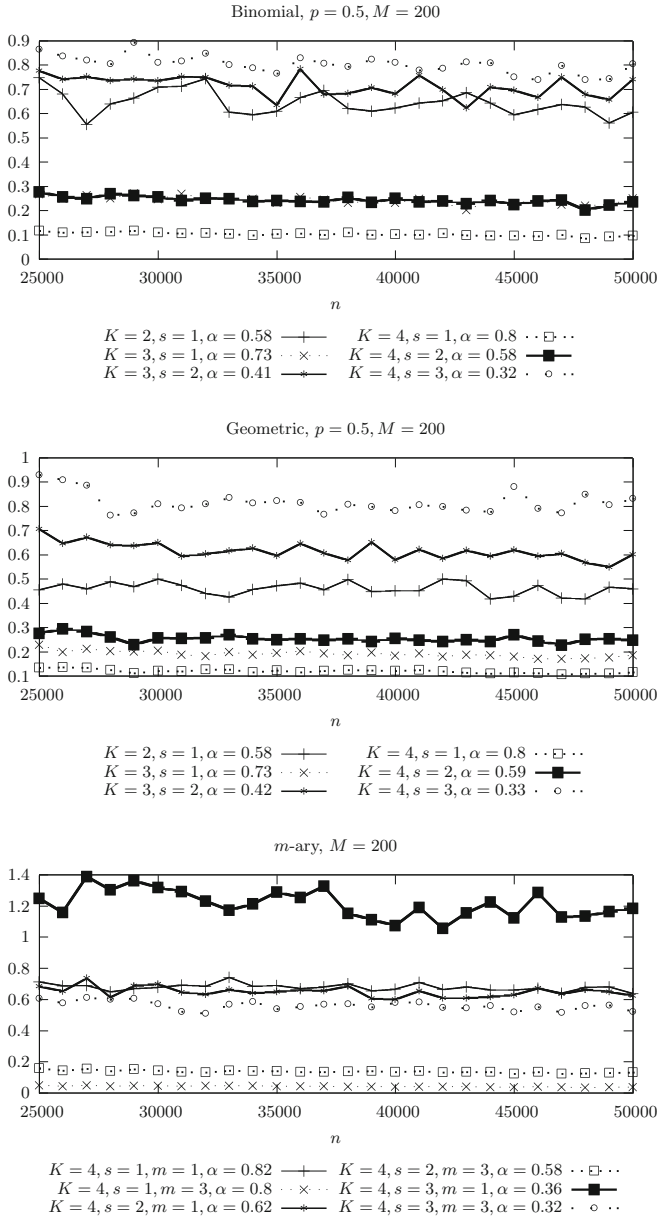 Binomial, p = 0.5, M = 200
0.9
0.8
0.7
0.6
0.5
0.4
0.3
0.2
0.1
0
25000 30000 35000 40000 45000 50000
n
K = 2, s = 1, α = 0.58 K = 4, s = 1, α = 0.8
K = 3, s = 1, α = 0.73 K = 4, s = 2, α = 0.58
K = 3, s = 2, α = 0.41 K = 4, s = 3, α = 0.32
Geometric, p = 0.5, M = 200
1
0.9
0.8
0.7
0.6
0.5
0.4
0.3
0.2
0.1
25000 30000 35000 40000 45000 50000
n
K = 2, s = 1, α = 0.58 K = 4, s = 1, α = 0.8
K = 3, s = 1, α = 0.73 K = 4, s = 2, α = 0.59
K = 3, s = 2, α = 0.42 K = 4, s = 3, α = 0.33
m-ary, M = 200
1.4
1.2
1
0.8
0.6
0.4
0.2
0
25000 30000 35000 40000 45000 50000
n
K = 4, s = 1, m = 1, α = 0.82 K = 4, s = 2, m = 3, α = 0.58
K = 4, s = 1, m = 3, α = 0.8 K = 4, s = 3, m = 1, α = 0.36
K = 4, s = 2, m = 1, α = 0.62 K = 4, s = 3, m = 3, α = 0.32